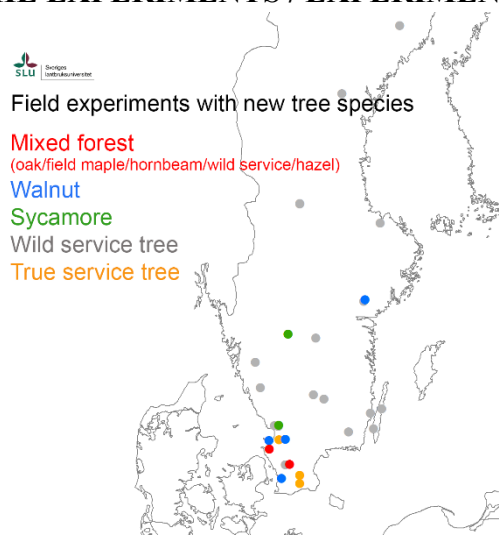 SLU
Sveriges
lantbruksuniversitet
Field experiments with new tree species
Mixed forest
(oak/field maple/hornbeam/wild service/hazel)
Walnut
Sycamore
Wild service tree
True service tree